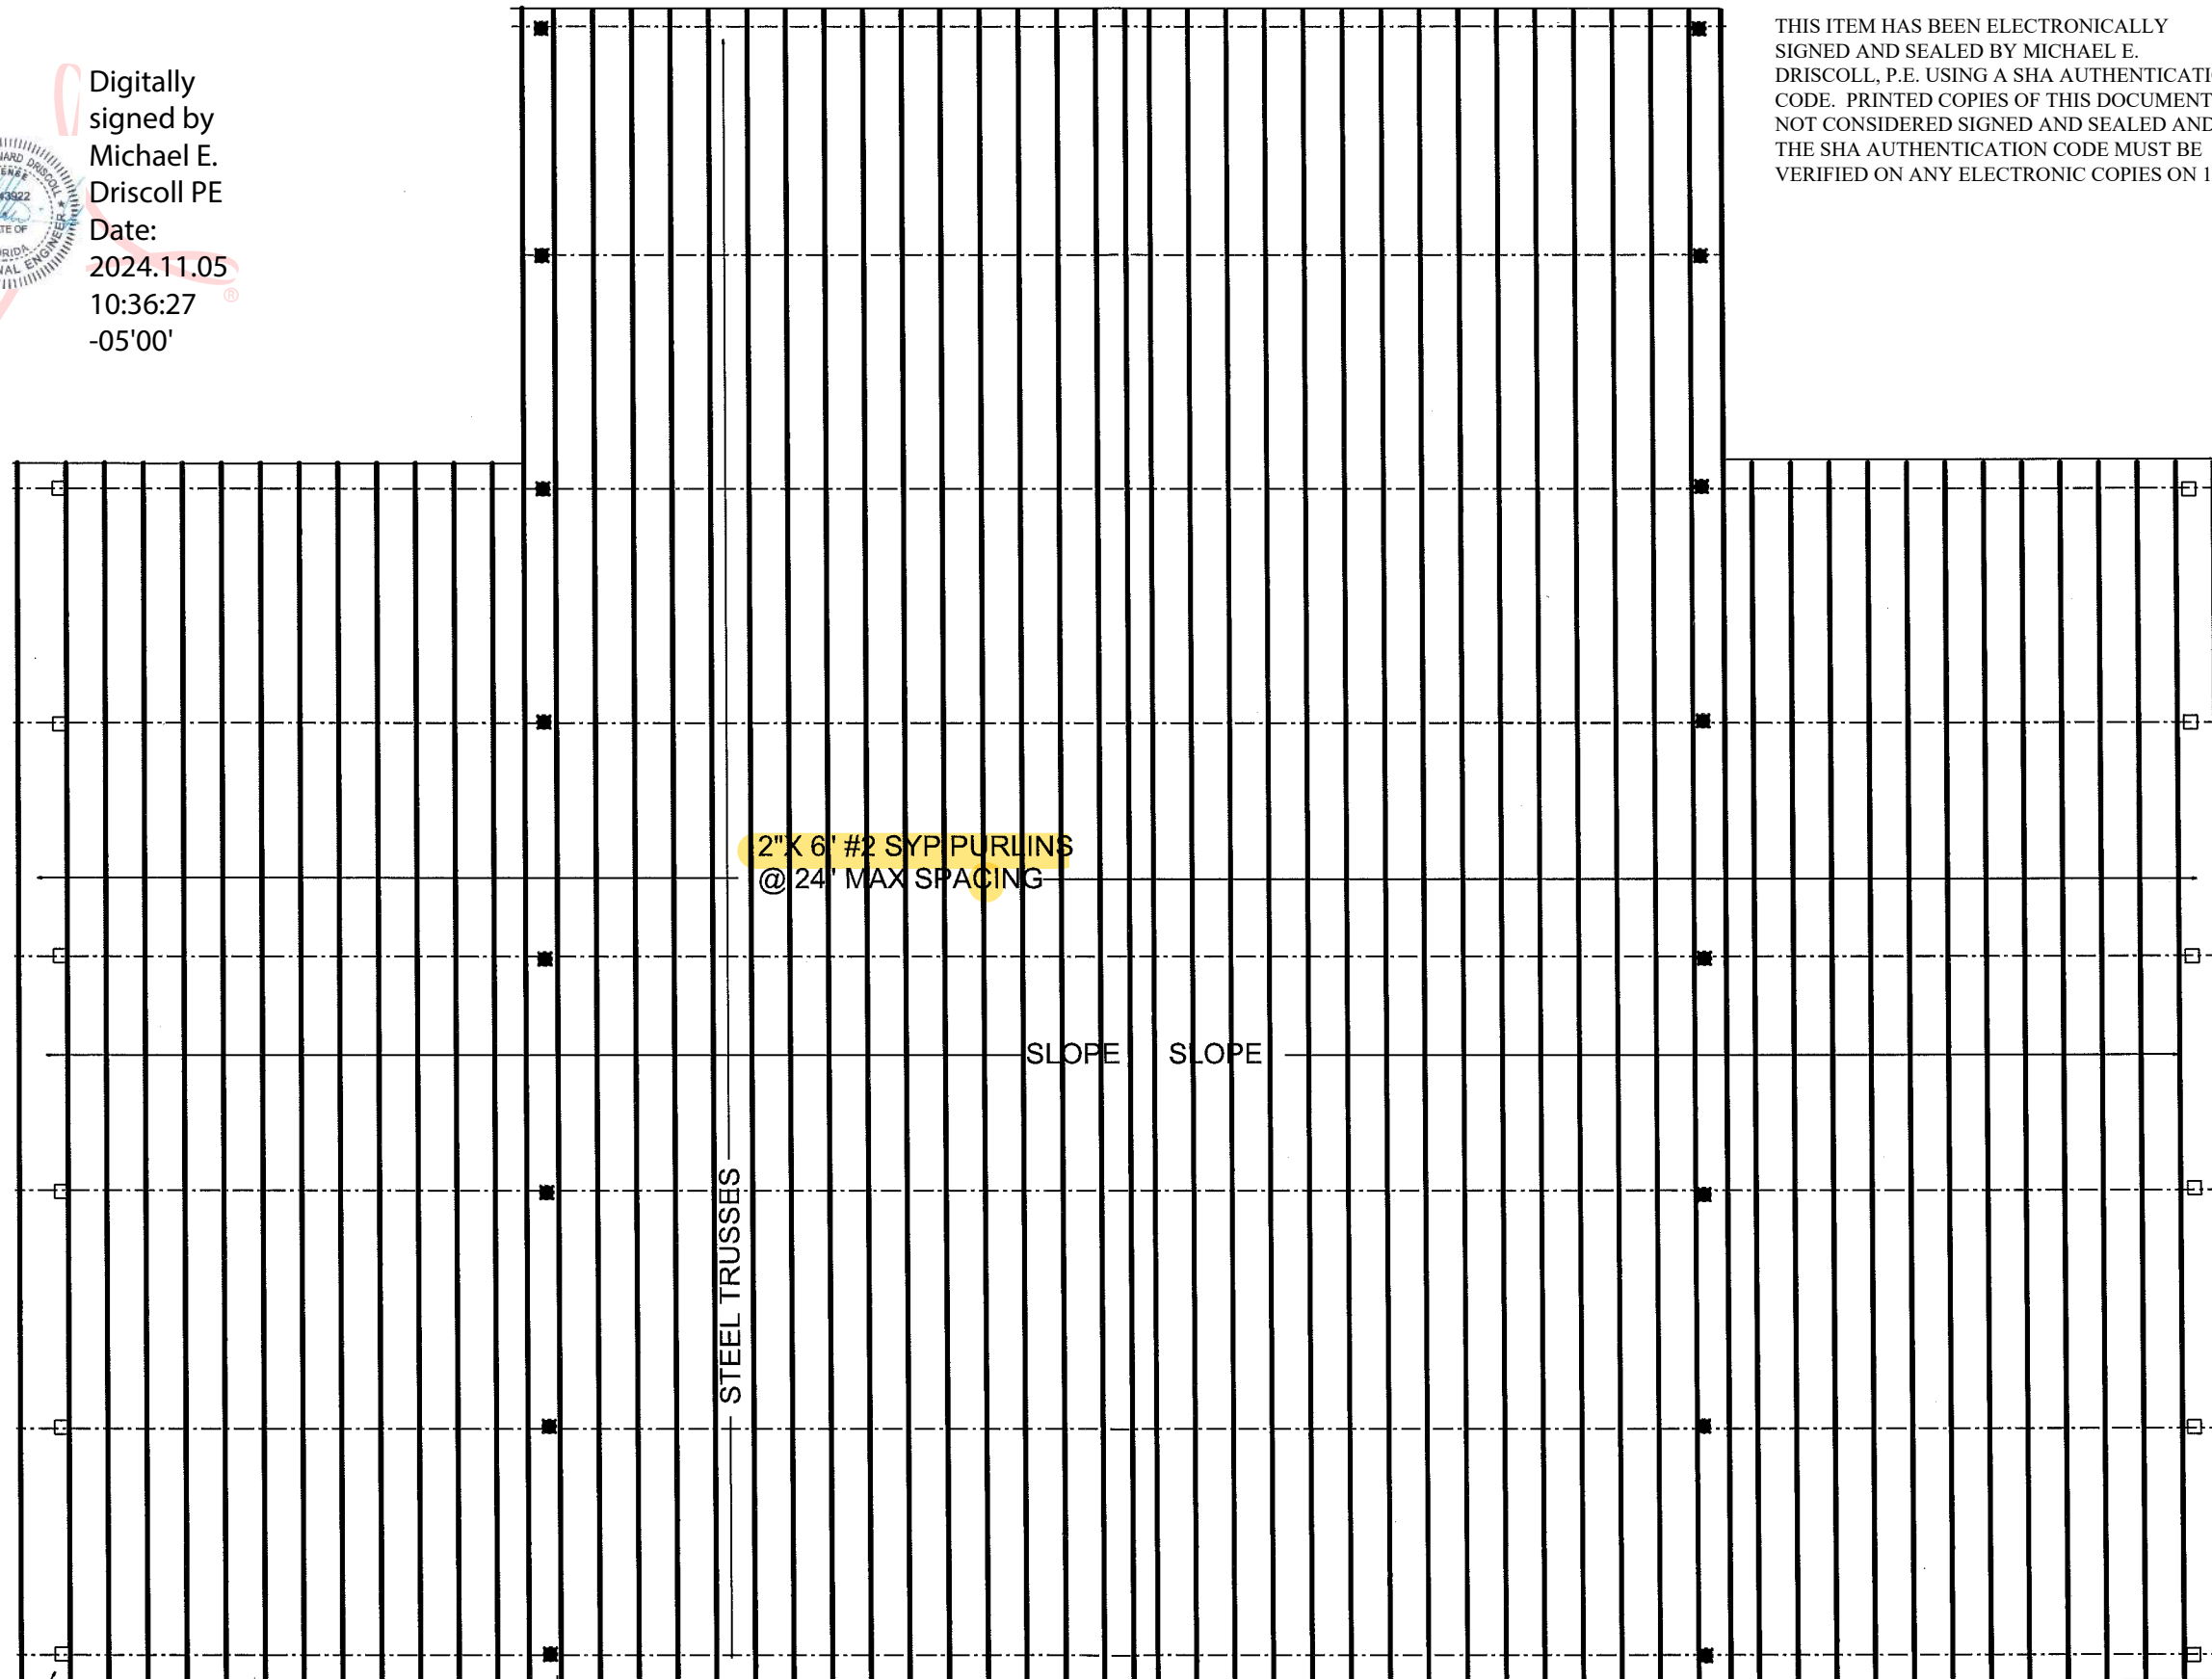 Digitally
signed by
Michael E.
Driscoll PE
Date:
2024.11.05
10:36:27
-05'00'
®
THIS ITEM HAS BEEN ELECTRONICALLY
SIGNED AND SEALED BY MICHAEL E.
DRISCOLL, P.E. USING A SHA
CODE. PRINTED COPIES OF THIS DOCUMENT
NOT CONSIDERED SIGNED AND SEALED AND
THE SHA AUTHENTICATION CODE MUST BE
VERIFIED ON ANY ELECTRONIC COPIES ON 1
DRISCOLL
FLORIDA
2"X 6" #2 SYP PURLINS
@ 24" MAX SPACING
SLOPE SLOPE
STEEL TRUSSES